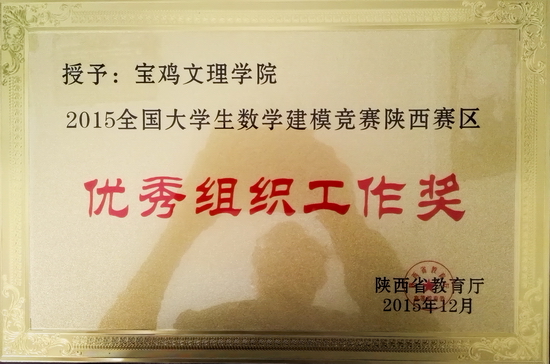 授予：宝鸡文理学院
2015全国大学生数学建模竞赛陕西赛区
优秀组织工作奖
陕西省教育厅
2015年12月